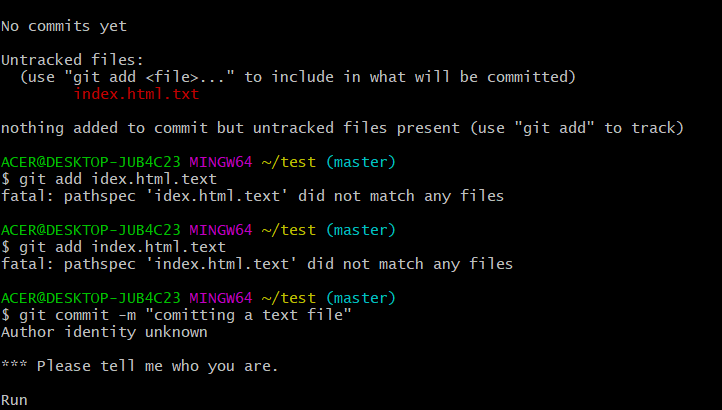 No commits yet
Untracked files:
(use "git add <file>..." to include in what will be committed)
index.html.txt
nothing added to commit but untracked files present (use "git add" to track)
ACER@DESKTOP-JUB4C23 MINGW64 ~/test (master)
$ git add idex.html.text
fatal: pathspec 'idex.html.text' did not match any files
ACER@DESKTOP-JUB4C23 MINGW64 ~/test (master)
$ git add index.html.text
fatal: pathspec 'index.html.text' did not match any files
ACER@DESKTOP-JUB4C23 MINGW64 ~/test (master)
$ git commit -m "comitting a text file"
Author identity unknown
*** Please tell me who you are.
Run